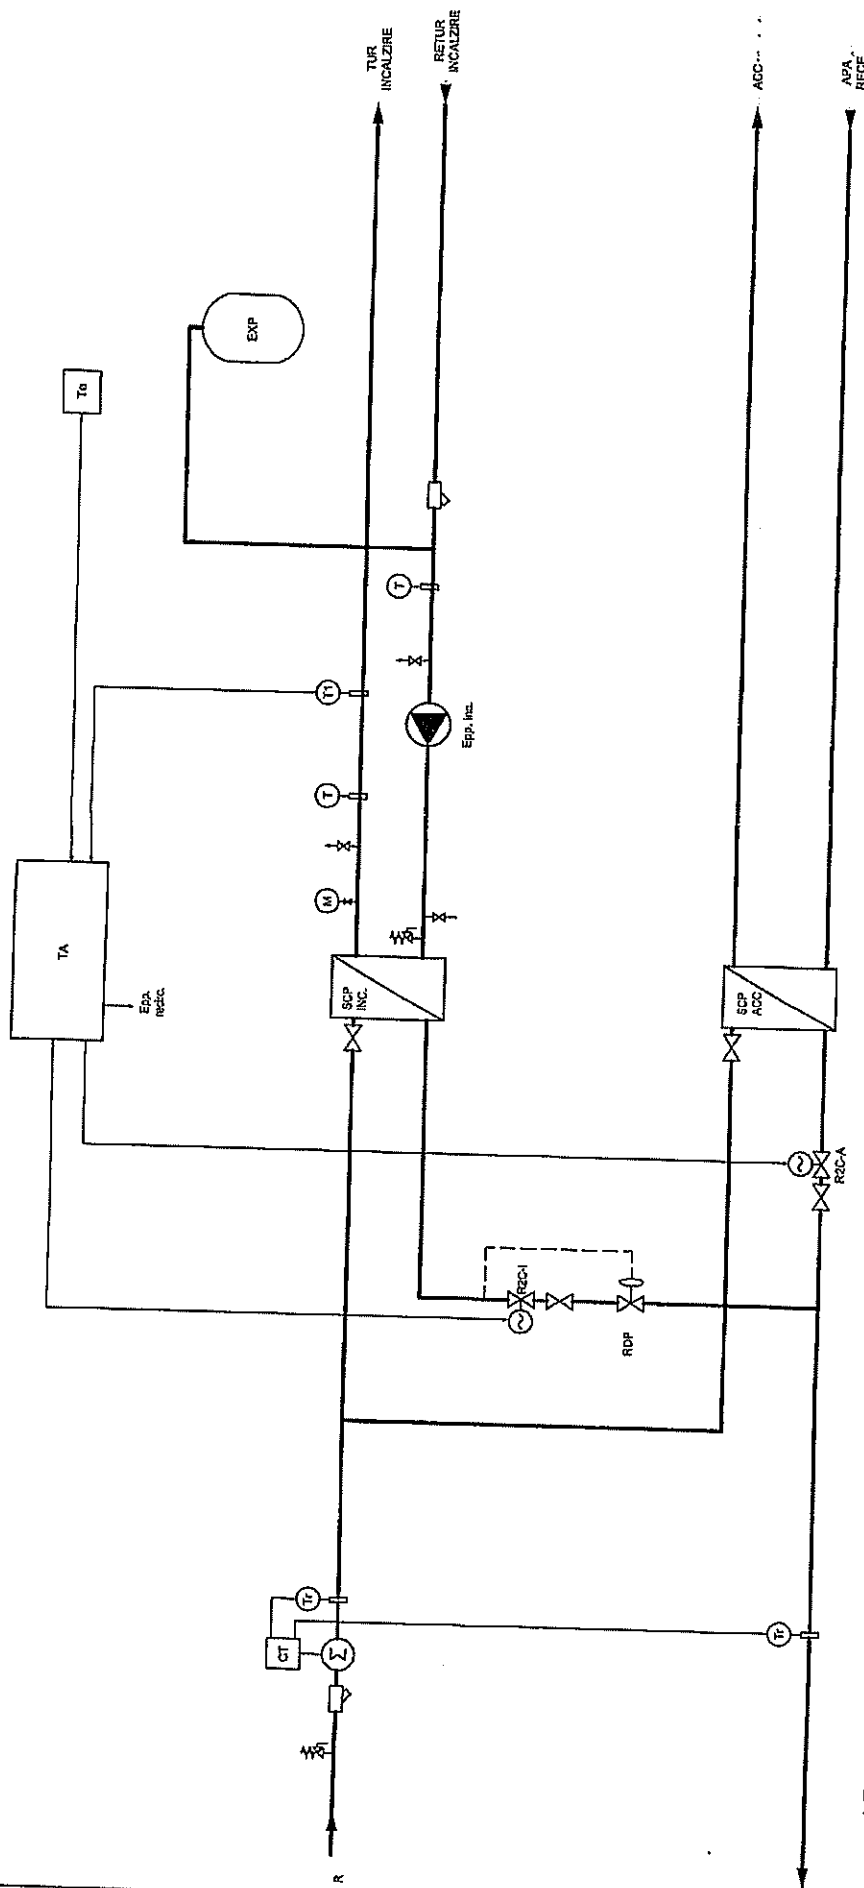 TUR
INCALZIRE
RETUR
INCALZIRE
ACC
APA
RECE
EXP
Ta
T
T1
T
M
Epp. inc.
TA
Epp.
recirc.
SCP
INC.
SCP
ACC
R2C-A
R2C-I
RDP
Tr
CT
Σ
Tr
R